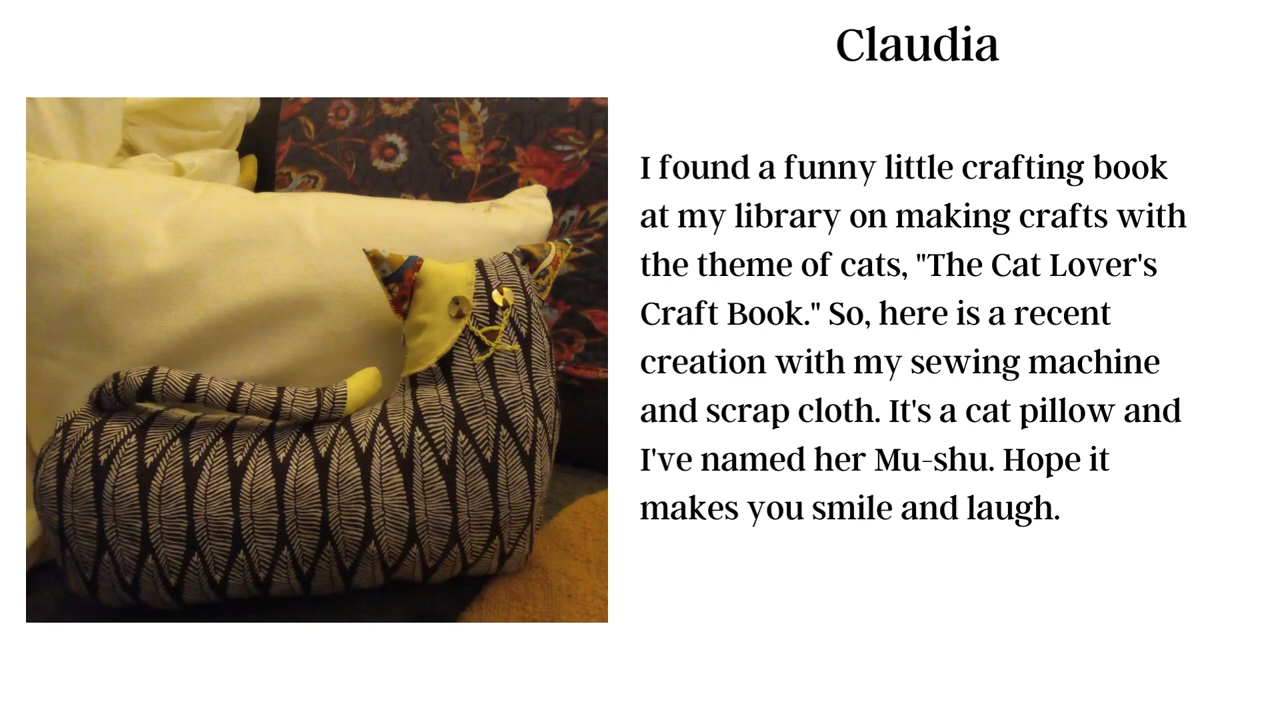 Claudia
I found a funny little crafting book
at my library on making crafts with
the theme of cats, "The Cat Lover's
Craft Book." So, here is a recent
creation with my sewing machine
and scrap cloth. It's a cat pillow and
I've named her Mu-shu. Hope it
makes you smile and laugh.